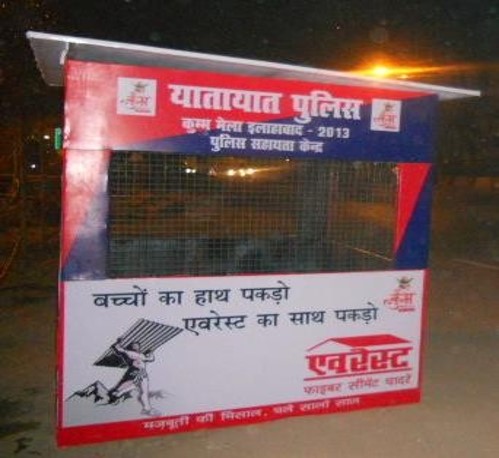 यातायात पुलिस
कुम्भ मेला इलाहाबाद - 2013
पुलिस सहायता केन्द्र
बच्चों का हाथ पकड़ो
एवरेस्ट का साथ पकड़ो
एवरेस्ट
फाइबर सीमेंट चादरें
मजबूती की मिसाल, चले सालों साल